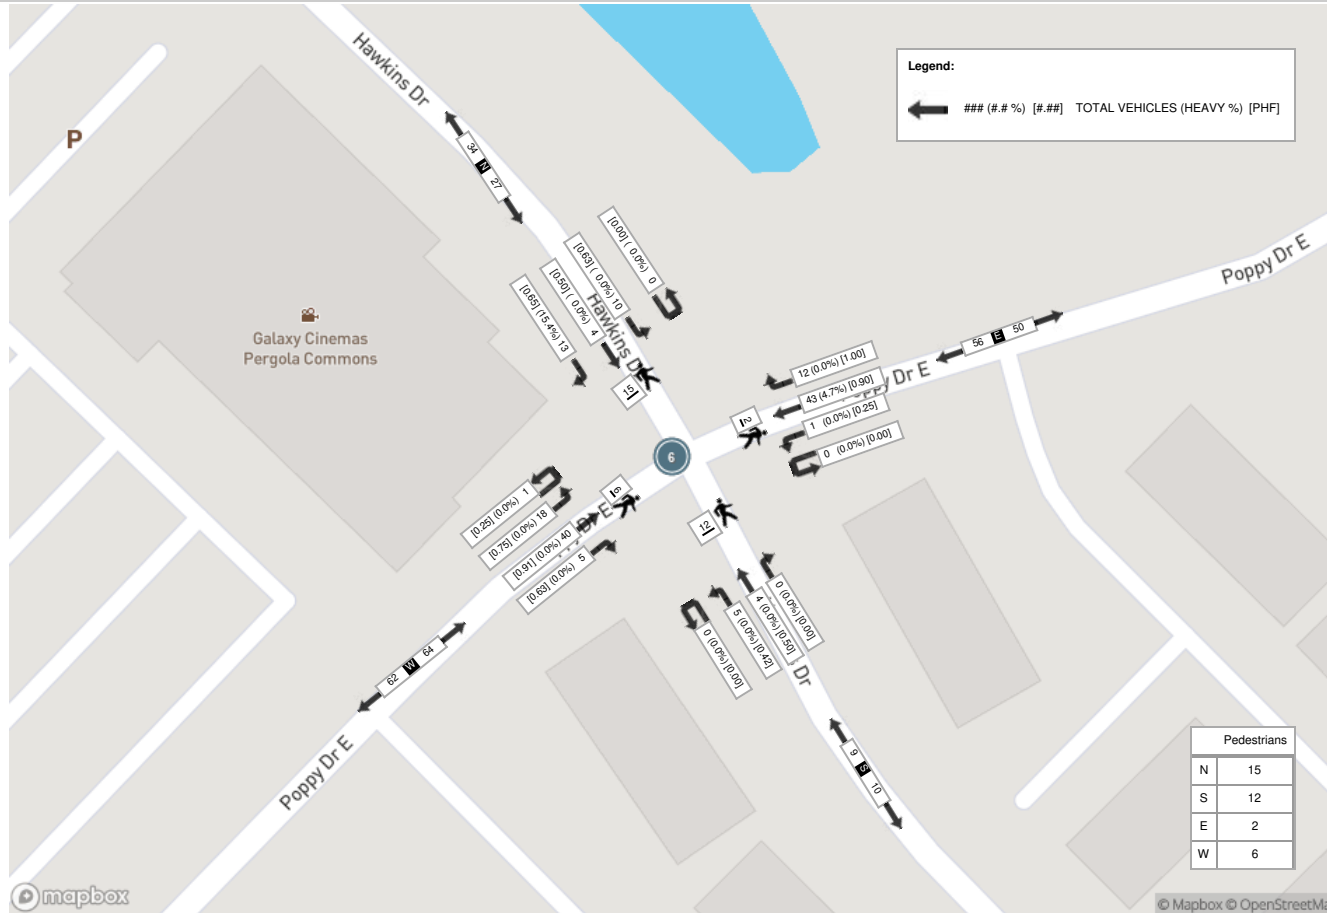 Hawkins Dr
P
Legend:
### (#.# %) [#.##] TOTAL VEHICLES (HEAVY %) [PHF]
34 N 27
[0.00] ( 0.0%) 0
[0.63] ( 0.0%) 10
[0.50] ( 0.0%) 4
[0.65] (15.4%) 13
Hawkins D
Poppy Dr E
Galaxy Cinemas
Pergola Commons
56 E 50
12 (0.0%) [1.00]
43 (4.7%) [0.90]
1 (0.0%) [0.25]
0 (0.0%) [0.00]
Dr E
15
2
6
6
12
[0.25] (0.0%) 1
[0.75] (0.0%) 18
[0.91] (0.0%) 40
[0.63] (0.0%) 5
E
0 (0.0%) [0.00]
5 (0.0%) [0.42]
4 (0.0%) [0.50]
0 (0.0%) [0.00]
Dr
62 W 64
9 S 10
Poppy Dr E
Pedestrians
N 15
S 12
E 2
W 6
mapbox
© Mapbox © OpenStreetMa